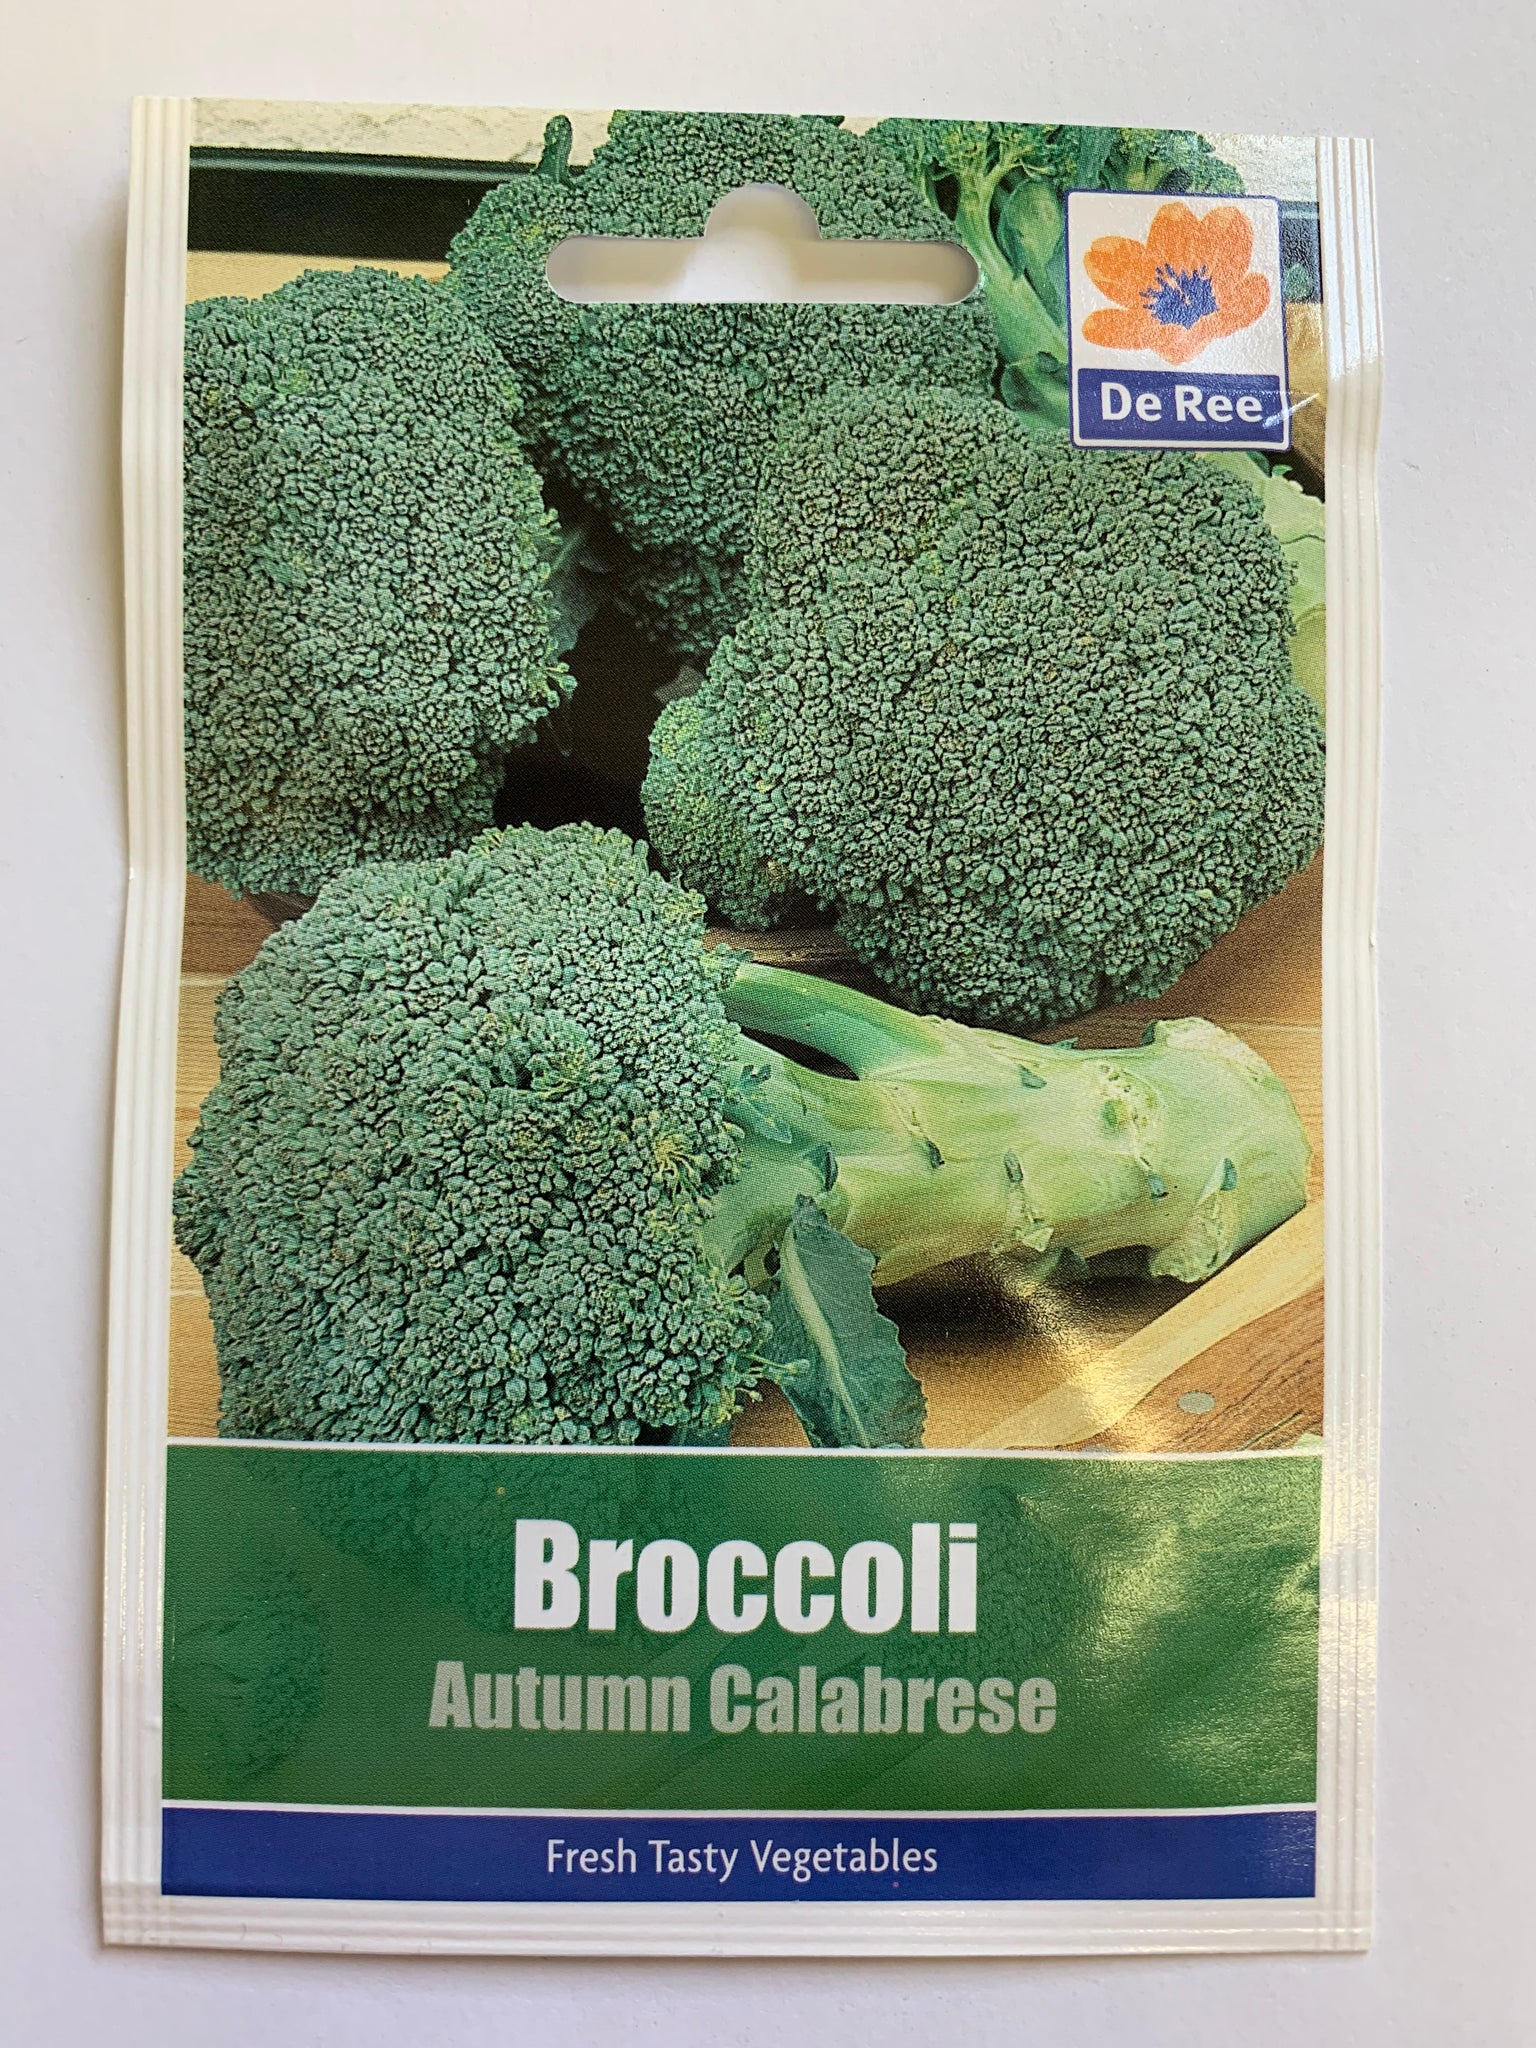 De Ree
Broccoli
Autumn Calabrese
Fresh Tasty Vegetables